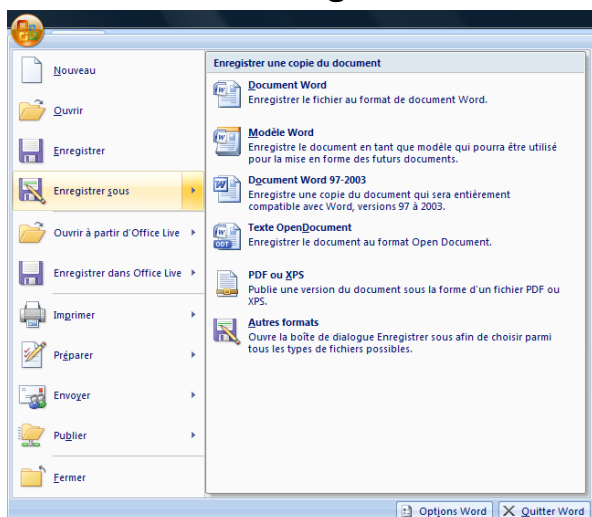 Nouveau
Ouvrir
Enregistrer
Enregistrer sous
Ouvrir à partir d'Office Live
Enregistrer dans Office Live
Imprimer
Préparer
Envoyer
Publier
Fermer
Enregistrer une copie du document
Document Word
Enregistrer le fichier au format de document Word.
Modèle Word
Enregistre le document en tant que modèle qui pourra être utilisé
pour la mise en forme des futurs documents.
Document Word 97-2003
Enregistre une copie du document qui sera entièrement
compatible avec Word, versions 97 à 2003.
Texte OpenDocument
Enregistrer le document au format Open Document.
ODT
PDF ou XPS
Publie une version du document sous la forme d'un fichier PDF ou
XPS.
Autres formats
Ouvre la boîte de dialogue Enregistrer sous afin de choisir parmi
tous les types de fichiers possibles.
Options Word
Quitter Word